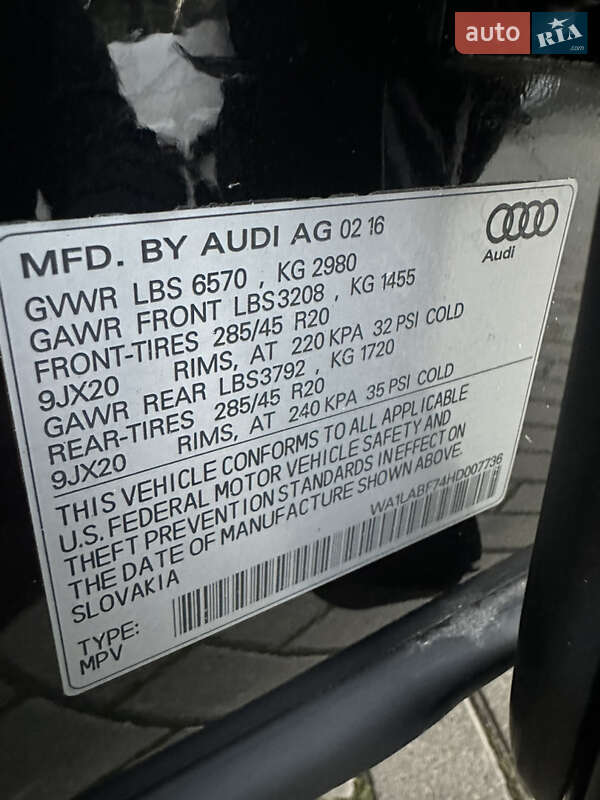 auto RIA.com
MFD. BY AUDI AG 02 16
Audi
GVWR LBS 6570 , KG 2980
GAWR FRONT LBS3208 , KG 1455
FRONT-TIRES 285/45 R20
9JX20 RIMS, AT 220 KPA 32 PSI COLD
GAWR REAR LBS3792 , KG 1720
REAR-TIRES 285/45 R20
9JX20 RIMS, AT 240 KPA 35 PSI COLD
THIS VEHICLE CONFORMS TO ALL APPLICABLE
U.S. FEDERAL MOTOR VEHICLE SAFETY AND
THEFT PREVENTION STANDARDS IN EFFECT ON
THE DATE OF MANUFACTURE SHOWN ABOVE.
SLOVAKIA
WA1LABF74HD007736
TYPE:
MPV